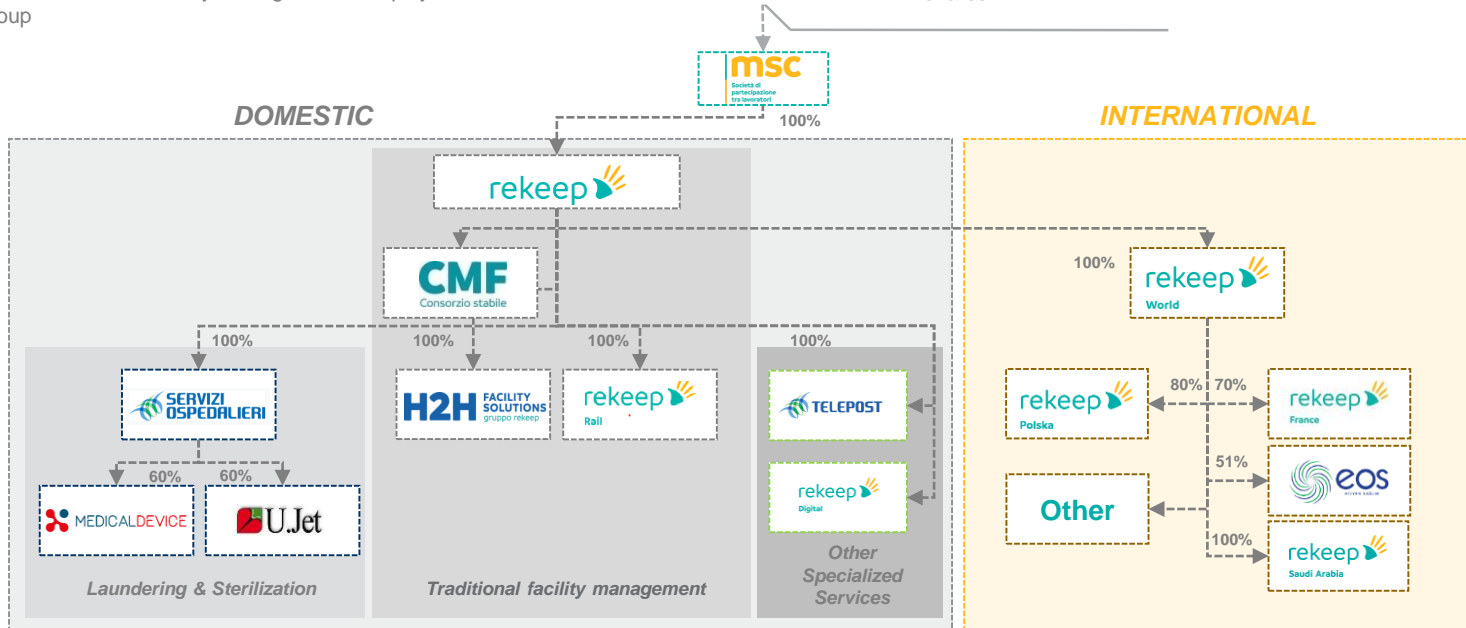 oup
msc
Società di
partecipazione
tra lavoratori
100%
DOMESTIC
INTERNATIONAL
rekeep
CMF
Consorzio stabile
100%
rekeep
World
100%
100%
100%
100%
SERVIZI
OSPEDALIERI
H2H FACILITY
SOLUTIONS
gruppo rekeep
rekeep
Rail
TELEPOST
80%
70%
rekeep
Polska
rekeep
France
60%
60%
51%
MEDICALDEVICE
U.Jet
rekeep
Digital
Other
eos
100%
rekeep
Saudi Arabia
Laundering & Sterilization
Traditional facility management
Other
Specialized
Services